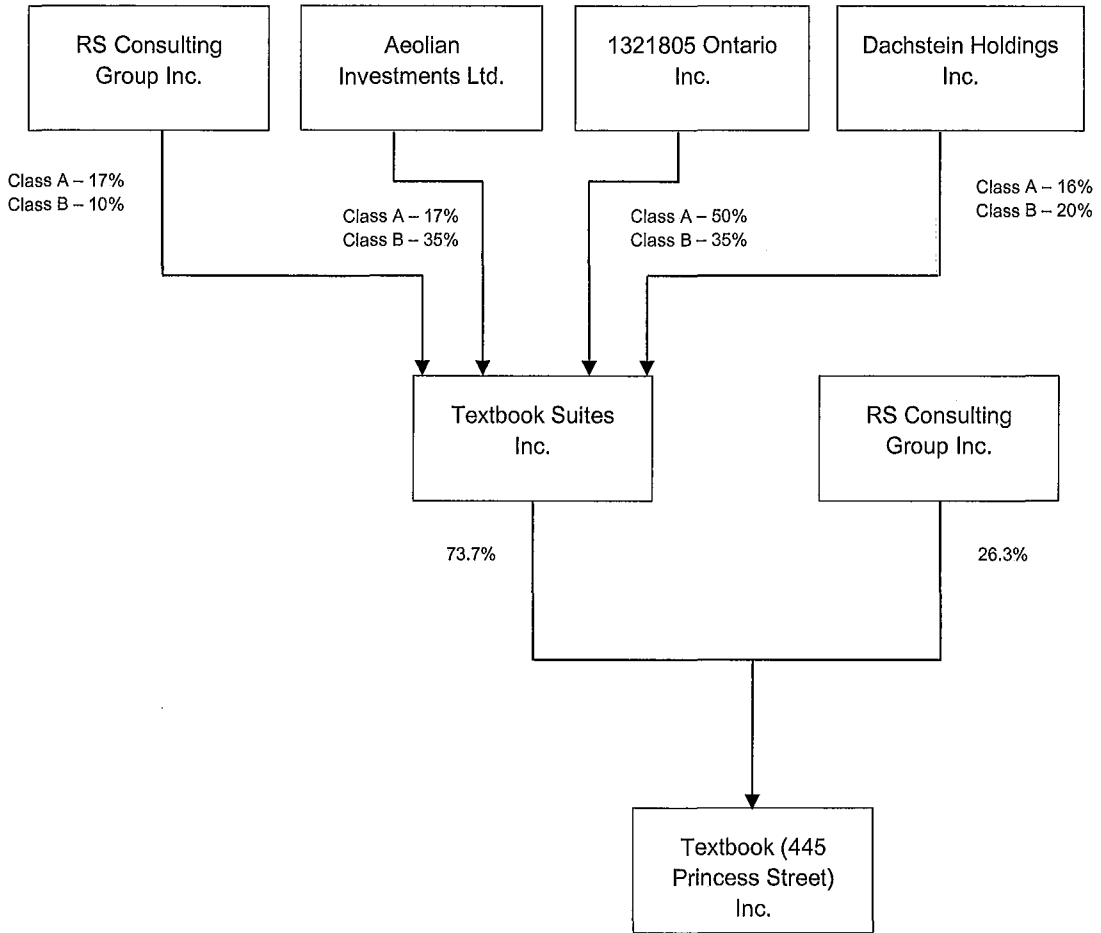 RS Consulting
Group Inc.
Aeolian
Investments Ltd.
1321805 Ontario
Inc.
Dachstein Holdings
Inc.
Class A – 17%
Class B – 10%
Class A – 17%
Class B – 35%
Class A – 50%
Class B – 35%
Class A – 16%
Class B – 20%
Textbook Suites
Inc.
RS Consulting
Group Inc.
73.7%
26.3%
Textbook (445
Princess Street)
Inc.